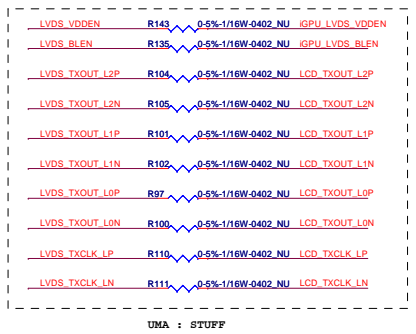 LVDS_VDDEN R143 0-5%-1/16W-0402_NU iGPU_LVDS_VDDEN
LVDS_BLEN R135 0-5%-1/16W-0402_NU iGPU_LVDS_BLEN
LVDS_TXOUT_L2P R104 0-5%-1/16W-0402_NU LCD_TXOUT_L2P
LVDS_TXOUT_L2N R105 0-5%-1/16W-0402_NU LCD_TXOUT_L2N
LVDS_TXOUT_L1P R101 0-5%-1/16W-0402_NU LCD_TXOUT_L1P
LVDS_TXOUT_L1N R102 0-5%-1/16W-0402_NU LCD_TXOUT_L1N
LVDS_TXOUT_L0P R97 0-5%-1/16W-0402_NU LCD_TXOUT_L0P
LVDS_TXOUT_L0N R100 0-5%-1/16W-0402_NU LCD_TXOUT_L0N
LVDS_TXCLK_LP R110 0-5%-1/16W-0402_NU LCD_TXCLK_LP
LVDS_TXCLK_LN R111 0-5%-1/16W-0402_NU LCD_TXCLK_LN
UMA : STUFF